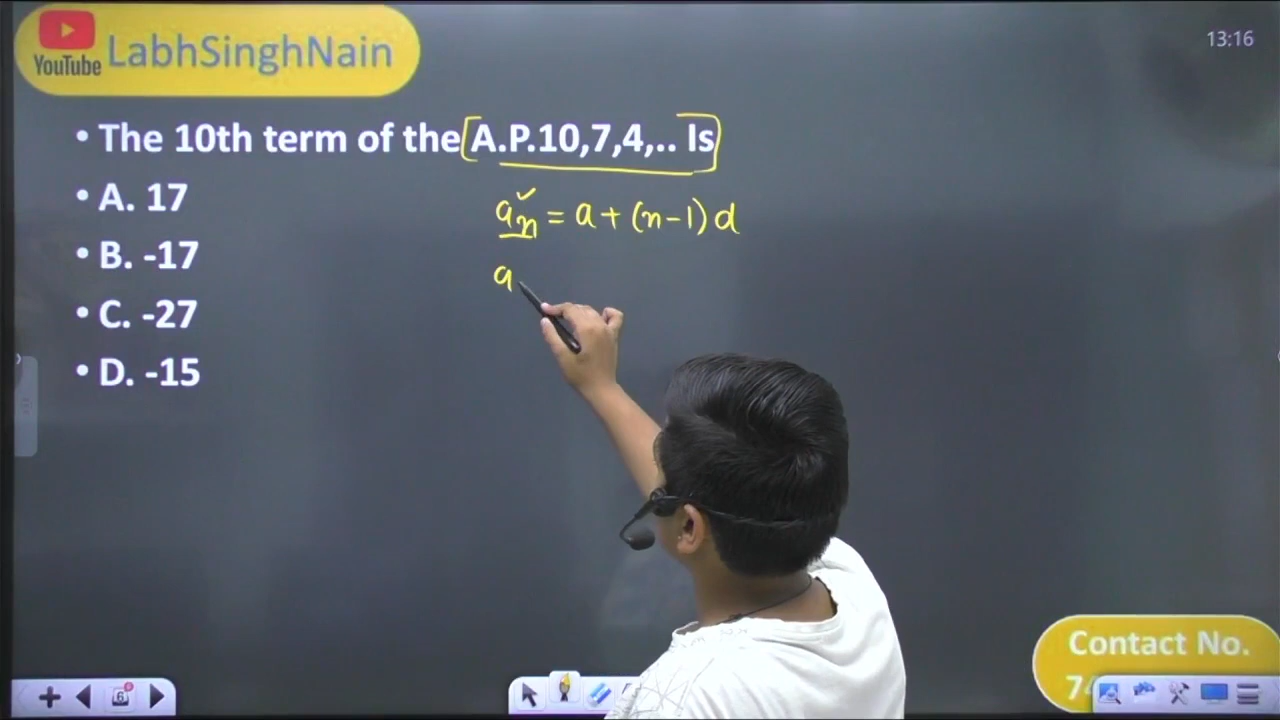 YouTube LabhSinghNain
13:16
• The 10th term of the A.P.10,7,4,.. Is
• A. 17
• B. -17
• C. -27
• D. -15
aₙ = a + (n-1) d
a
Contact No.